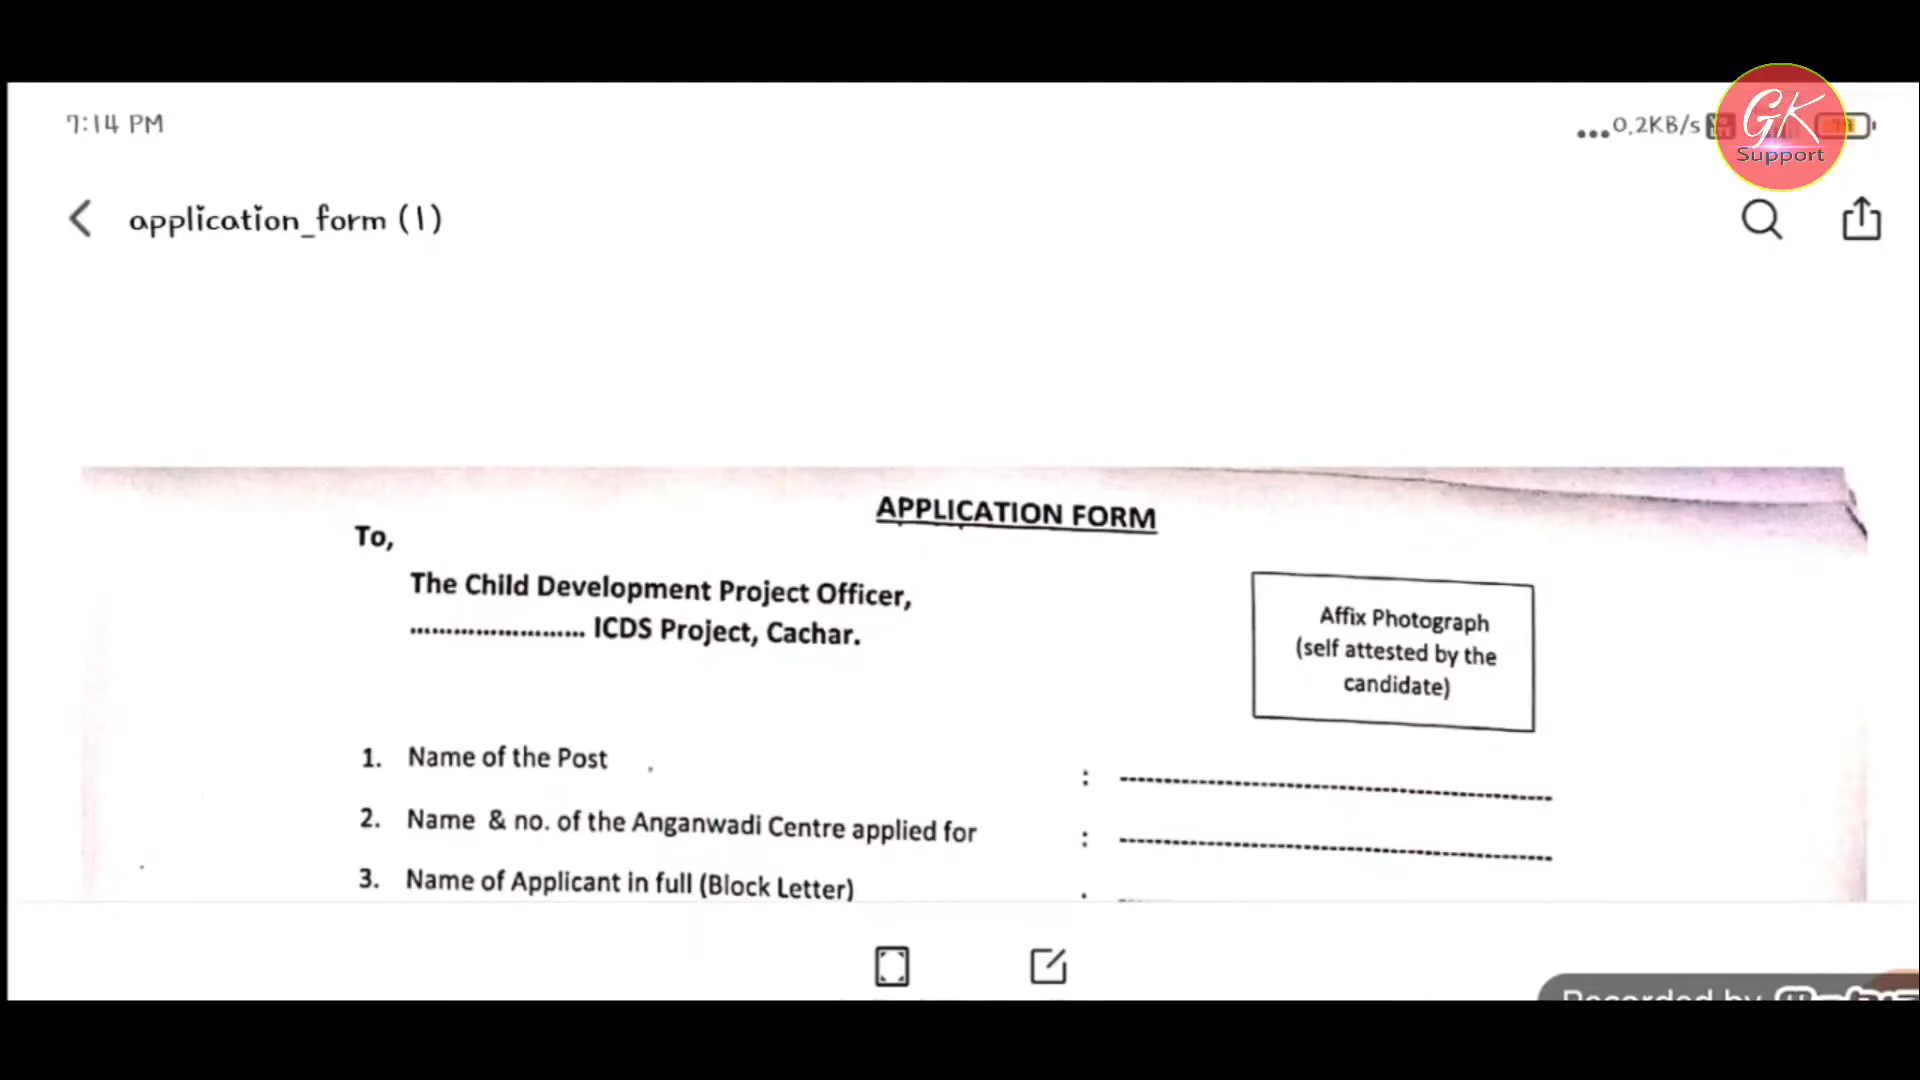 7:14 PM
...0.2KB/s
GK
Support
application_form (1)
APPLICATION FORM
To,
The Child Development Project Officer,
........................ ICDS Project, Cachar.
Affix Photograph
(self attested by the
candidate)
1. Name of the Post :
2. Name & no. of the Anganwadi Centre applied for :
3. Name of Applicant in full (Block Letter)
Recorded by